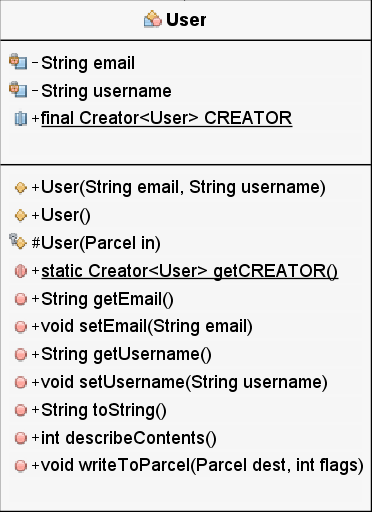 User
-String email
-String username
+final Creator<User> CREATOR
+User(String email, String username)
+User()
#User(Parcel in)
+static Creator<User> getCREATOR()
+String getEmail()
+void setEmail(String email)
+String getUsername()
+void setUsername(String username)
+String toString()
+int describeContents()
+void writeToParcel(Parcel dest, int flags)